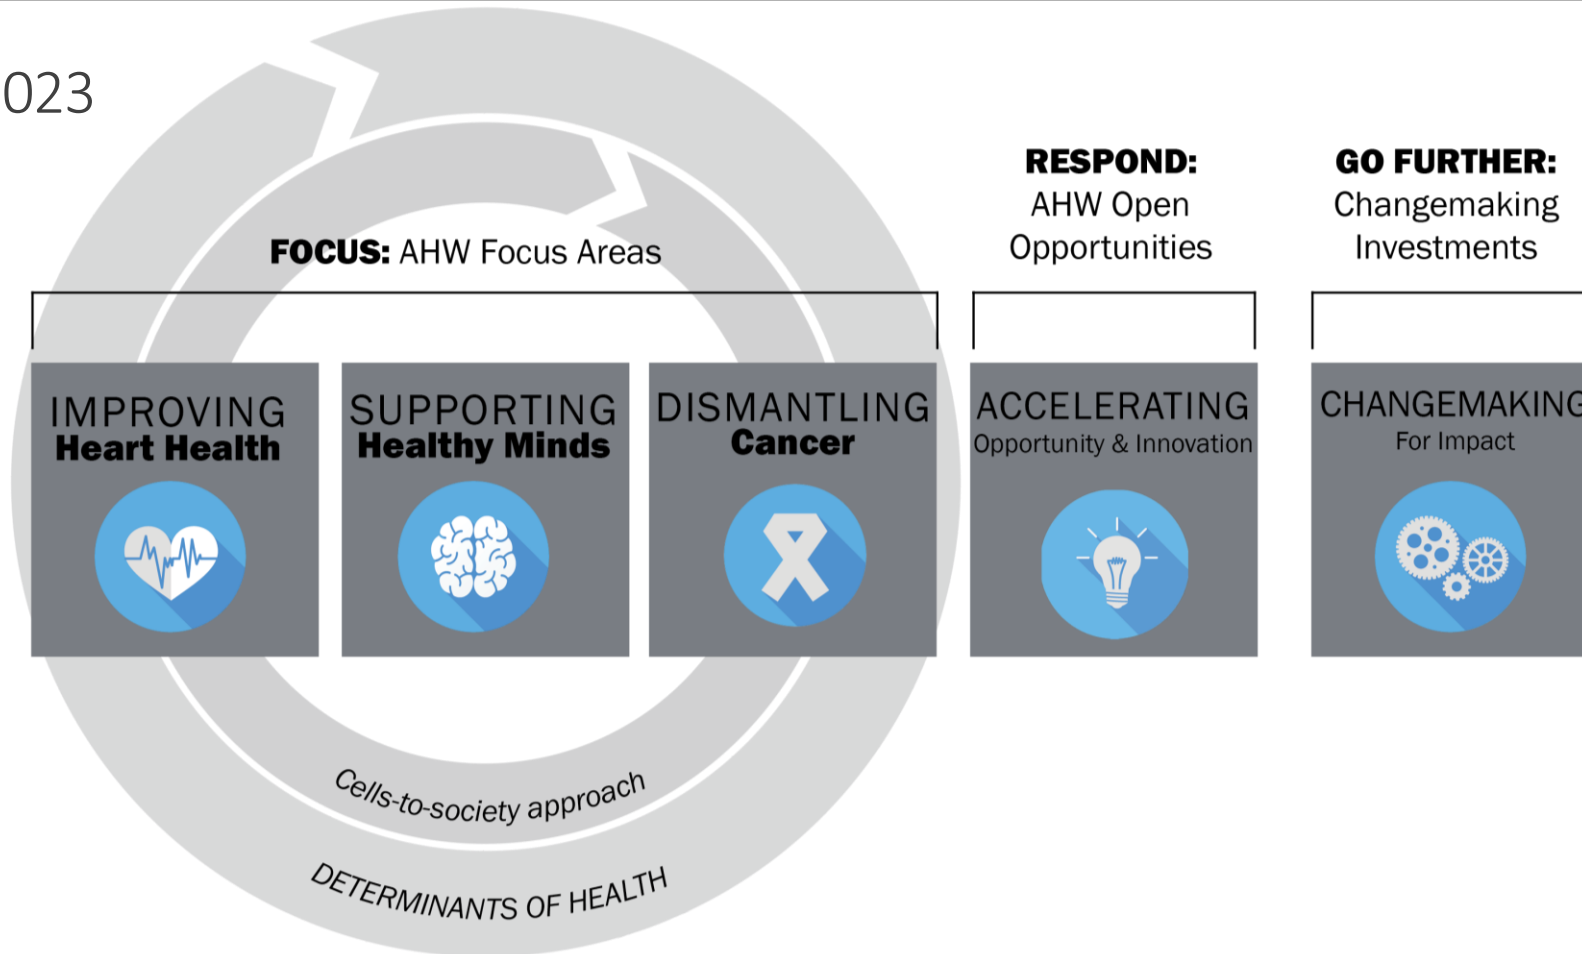 023
FOCUS: AHW Focus Areas
RESPOND:
AHW Open
Opportunities
GO FURTHER:
Changemaking
Investments
IMPROVING
Heart Health
SUPPORTING
Healthy Minds
DISMANTLING
Cancer
ACCELERATING
Opportunity & Innovation
CHANGEMAKING
For Impact
Cells-to-society approach
DETERMINANTS OF HEALTH